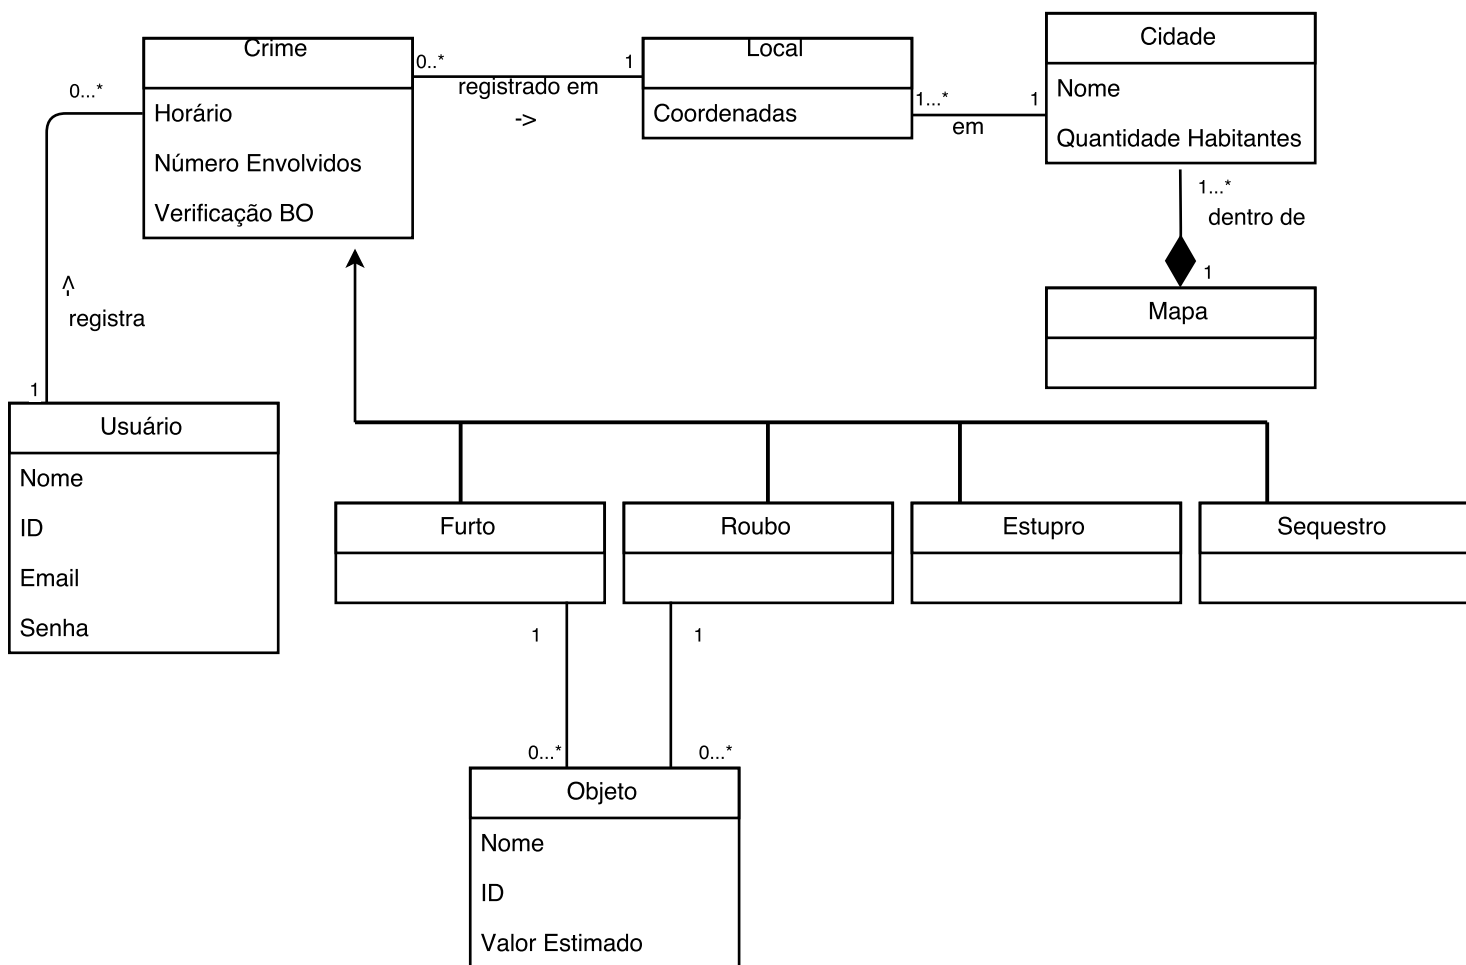 Crime
Horário
Número Envolvidos
Verificação BO
0..*
1
registrado em
->
Local
Coordenadas
1...*
1
em
Cidade
Nome
Quantidade Habitantes
1...*
dentro de
1
Mapa
0...*
->
registra
1
Usuário
Nome
ID
Email
Senha
Furto
Roubo
Estupro
Sequestro
1
1
0...*
0...*
Objeto
Nome
ID
Valor Estimado